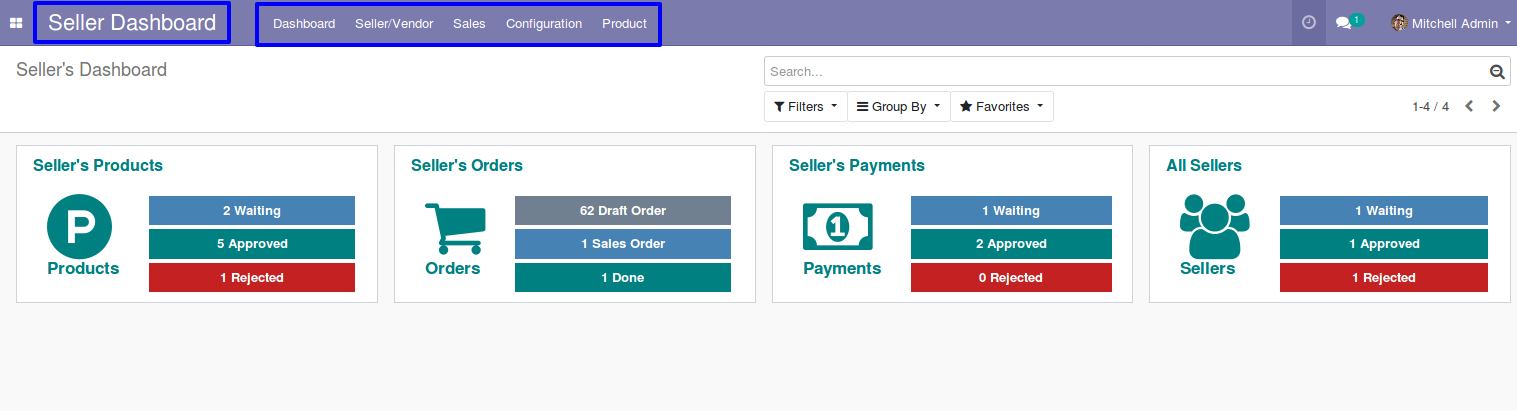 Seller Dashboard Dashboard Seller/Vendor Sales Configuration Product 1 Mitchell Admin
Seller's Dashboard
Search...
Filters Group By Favorites 1-4 / 4
Seller's Products
P
Products
2 Waiting
5 Approved
1 Rejected
Seller's Orders
Orders
62 Draft Order
1 Sales Order
1 Done
Seller's Payments
1
Payments
1 Waiting
2 Approved
0 Rejected
All Sellers
Sellers
1 Waiting
1 Approved
1 Rejected